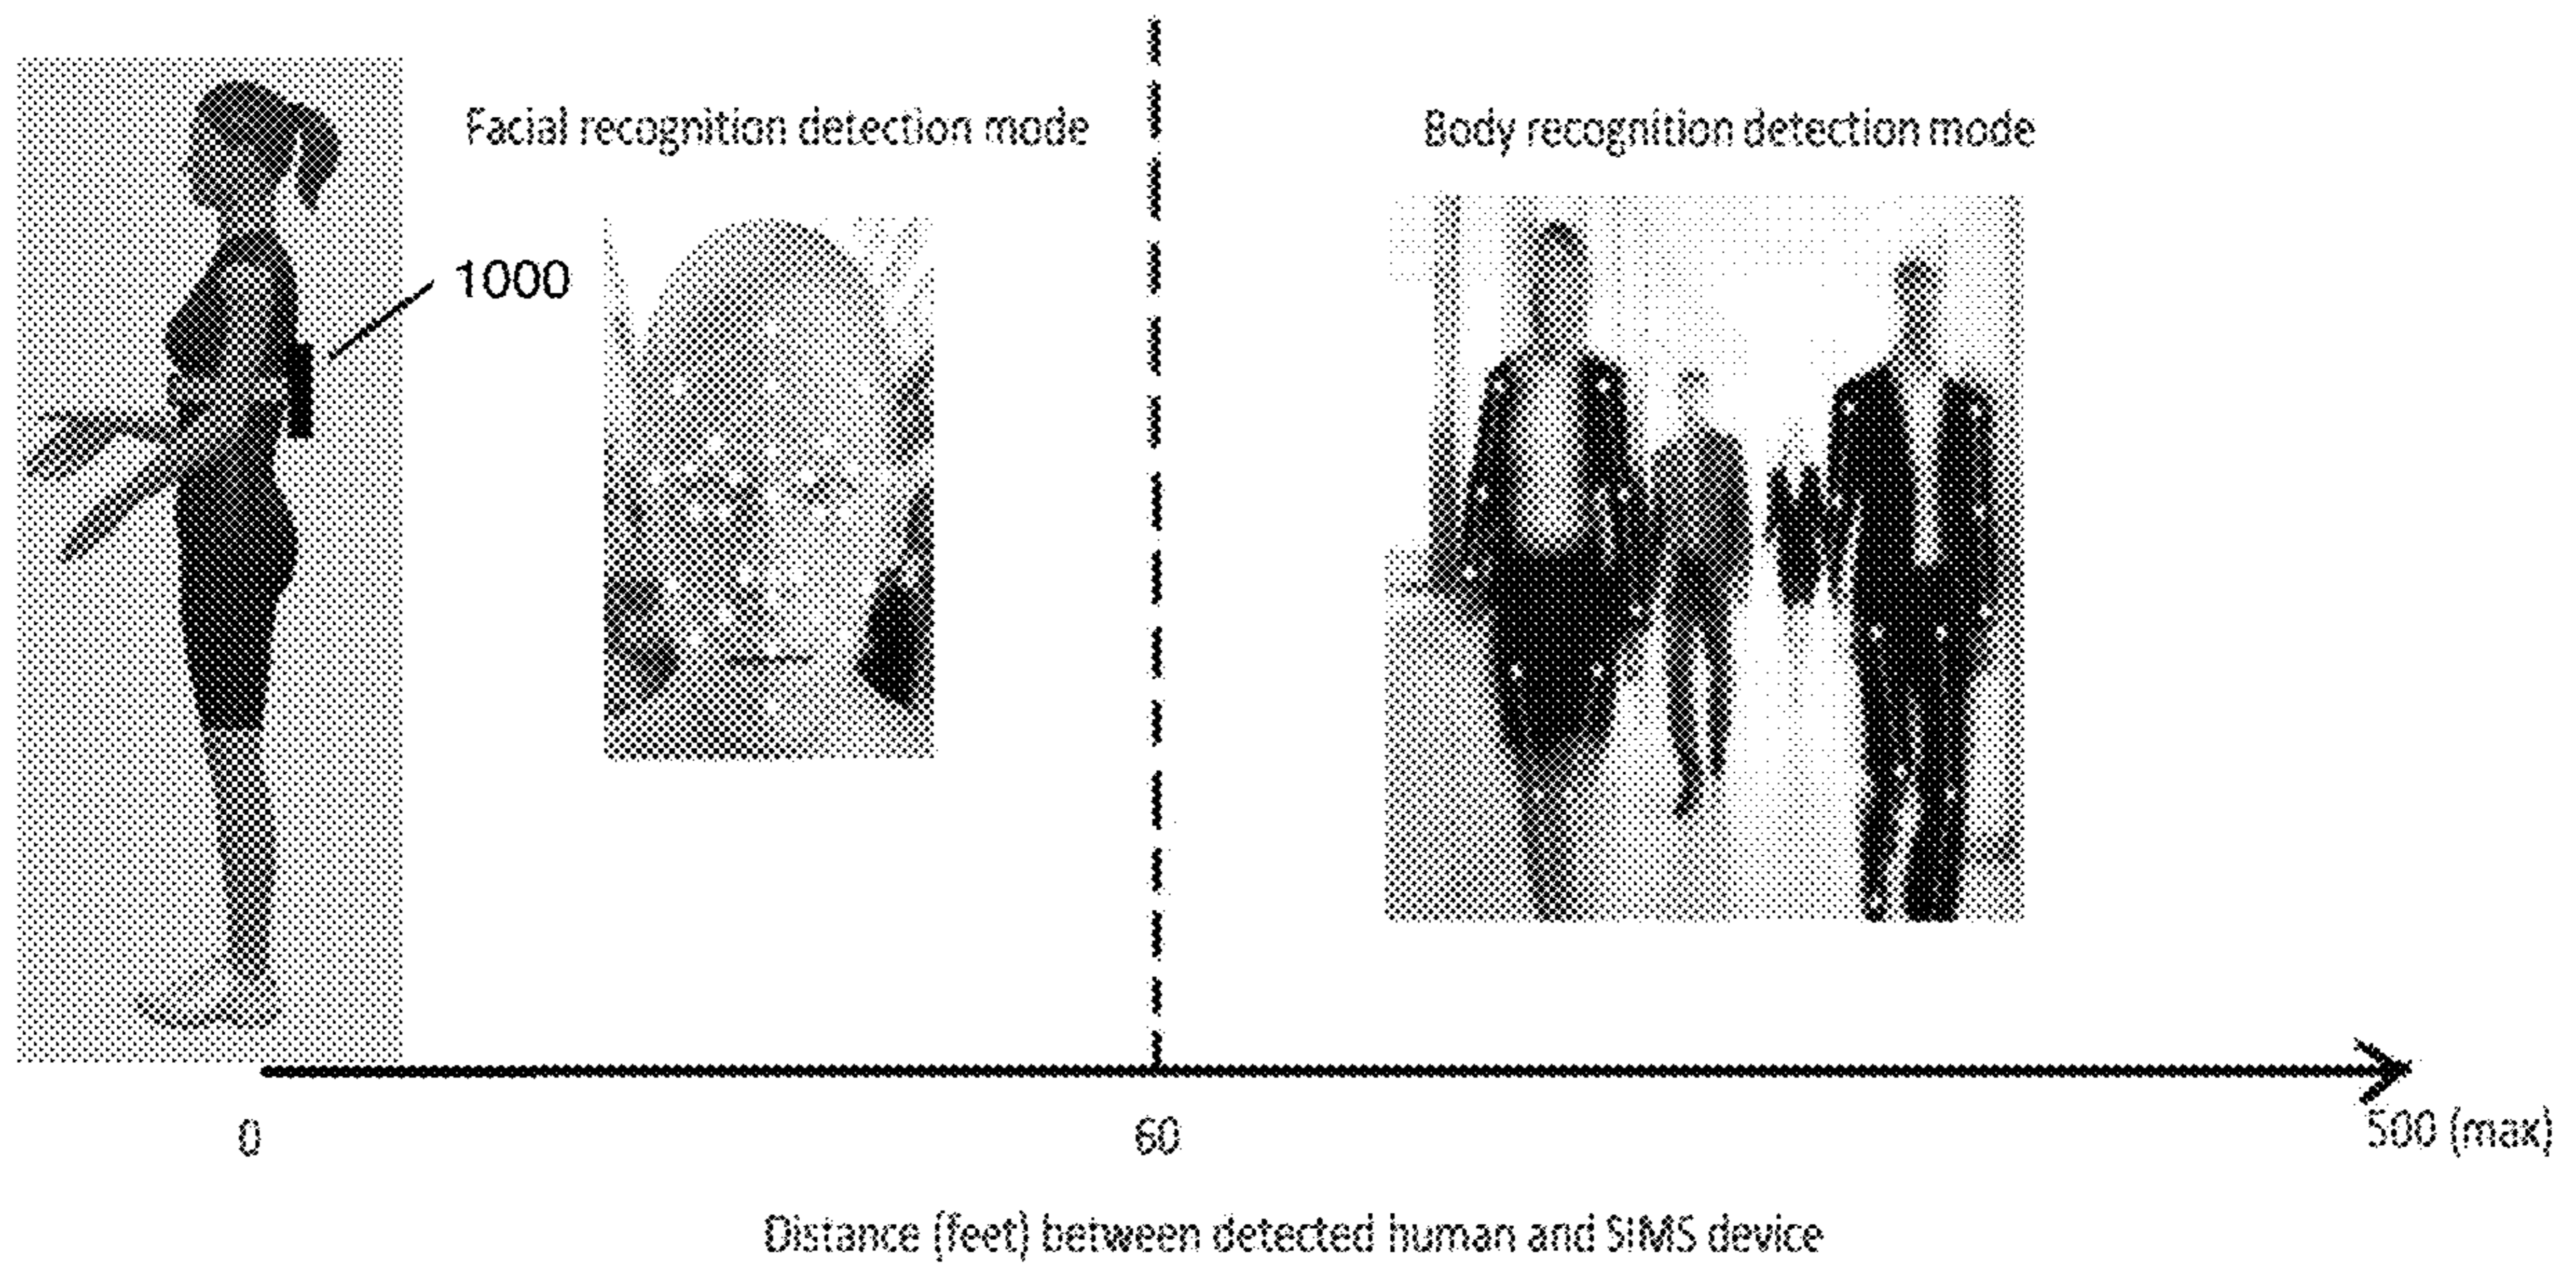 Facial recognition detection mode
Body recognition detection mode
1000
0
60
500 (max)
Distance (feet) between detected human and SIMS device